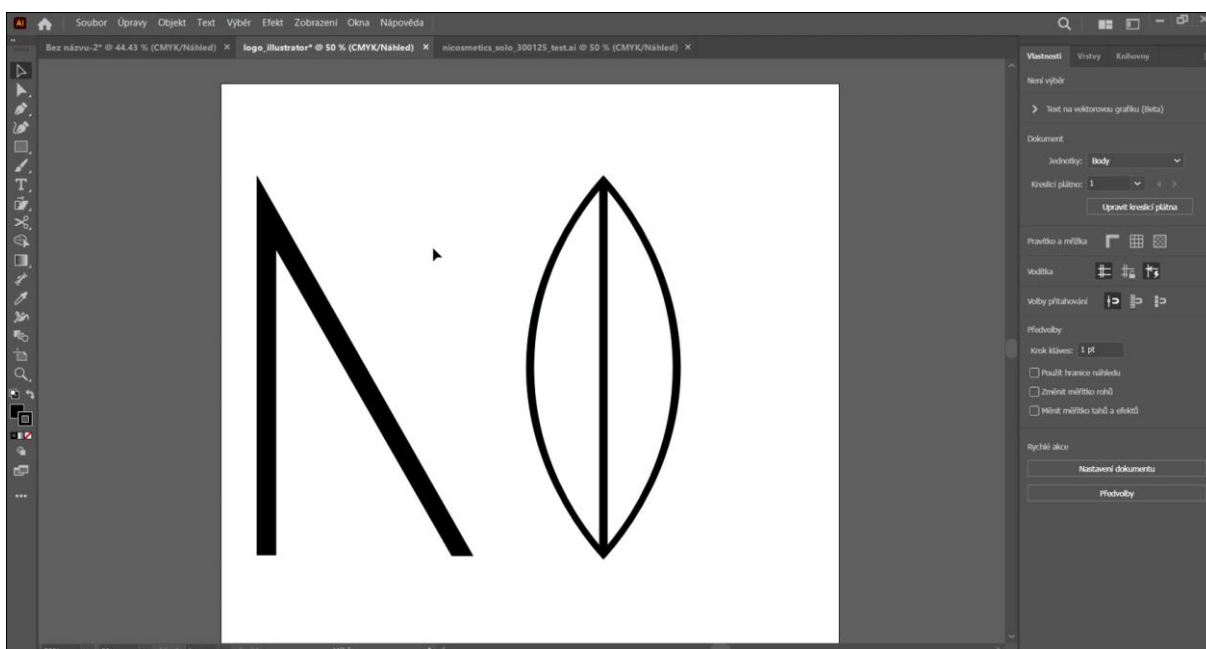 Ai Soubor Úpravy Objekt Text Výběr Efekt Zobrazení Okna Nápověda
Bez názvu-2* @ 44.43 % (CMYK/Náhled) × logo_illustrator* @ 50 % (CMYK/Náhled) × nicosmetics_solo_300125_test.ai @ 50 % (CMYK/Náhled) ×
Vlastnosti Vrstvy Knihovny
Není výběr
Text na vektorovou grafiku (Beta)
Dokument
Jednotky: Body
Kreslicí plátno: 1
Upravit kreslicí plátna
Pravítko a mřížka
Vodítka
Volby přitahování
Předvolby
Krok kláves: 1 pt
Použít hranice náhledu
Změnit měřítko rohů
Měnit měřítko tahů a efektů
Rychlé akce
Nastavení dokumentu
Předvolby